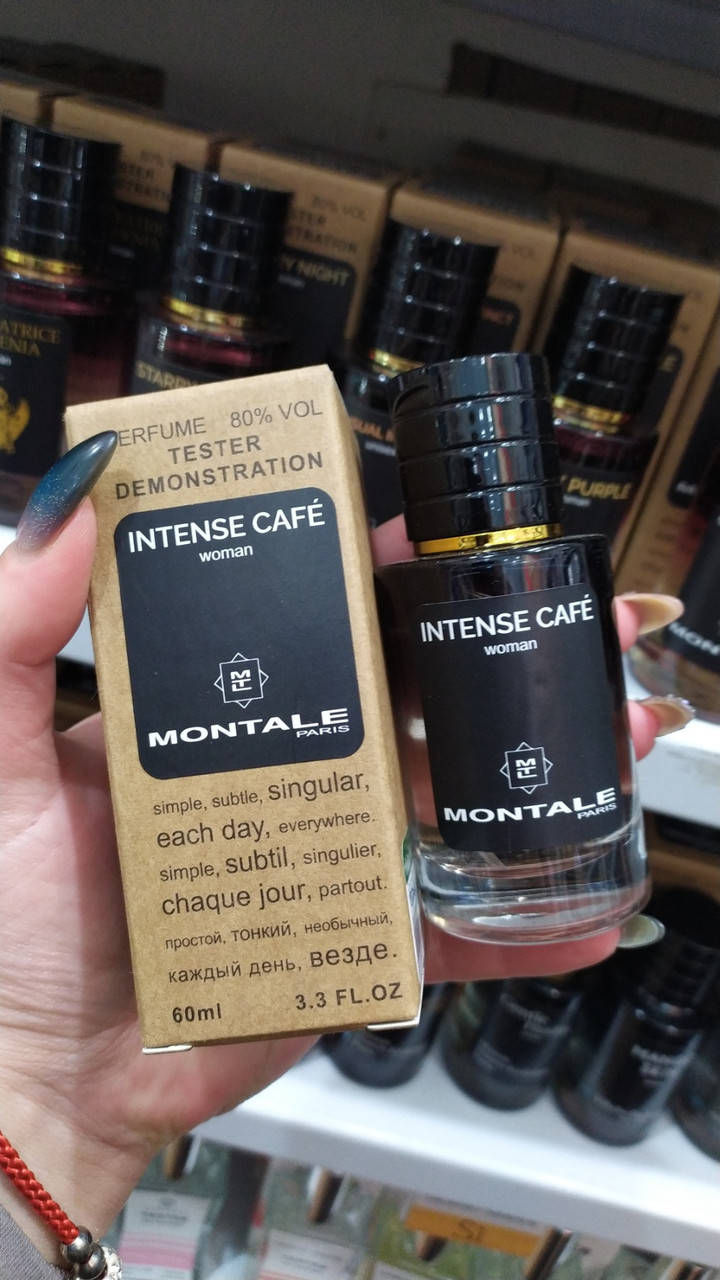 ERFUME 80% VOL
TESTER
DEMONSTRATION
INTENSE CAFÉ
woman
MONTALE
PARIS
simple, subtle, singular,
each day, everywhere.
simple, subtil, singulier,
chaque jour, partout.
простой, тонкий, необычный,
каждый день, везде.
60ml 3.3 FL.OZ
INTENSE CAFÉ
woman
MONTALE
PARIS
PURPLE
NIGHT